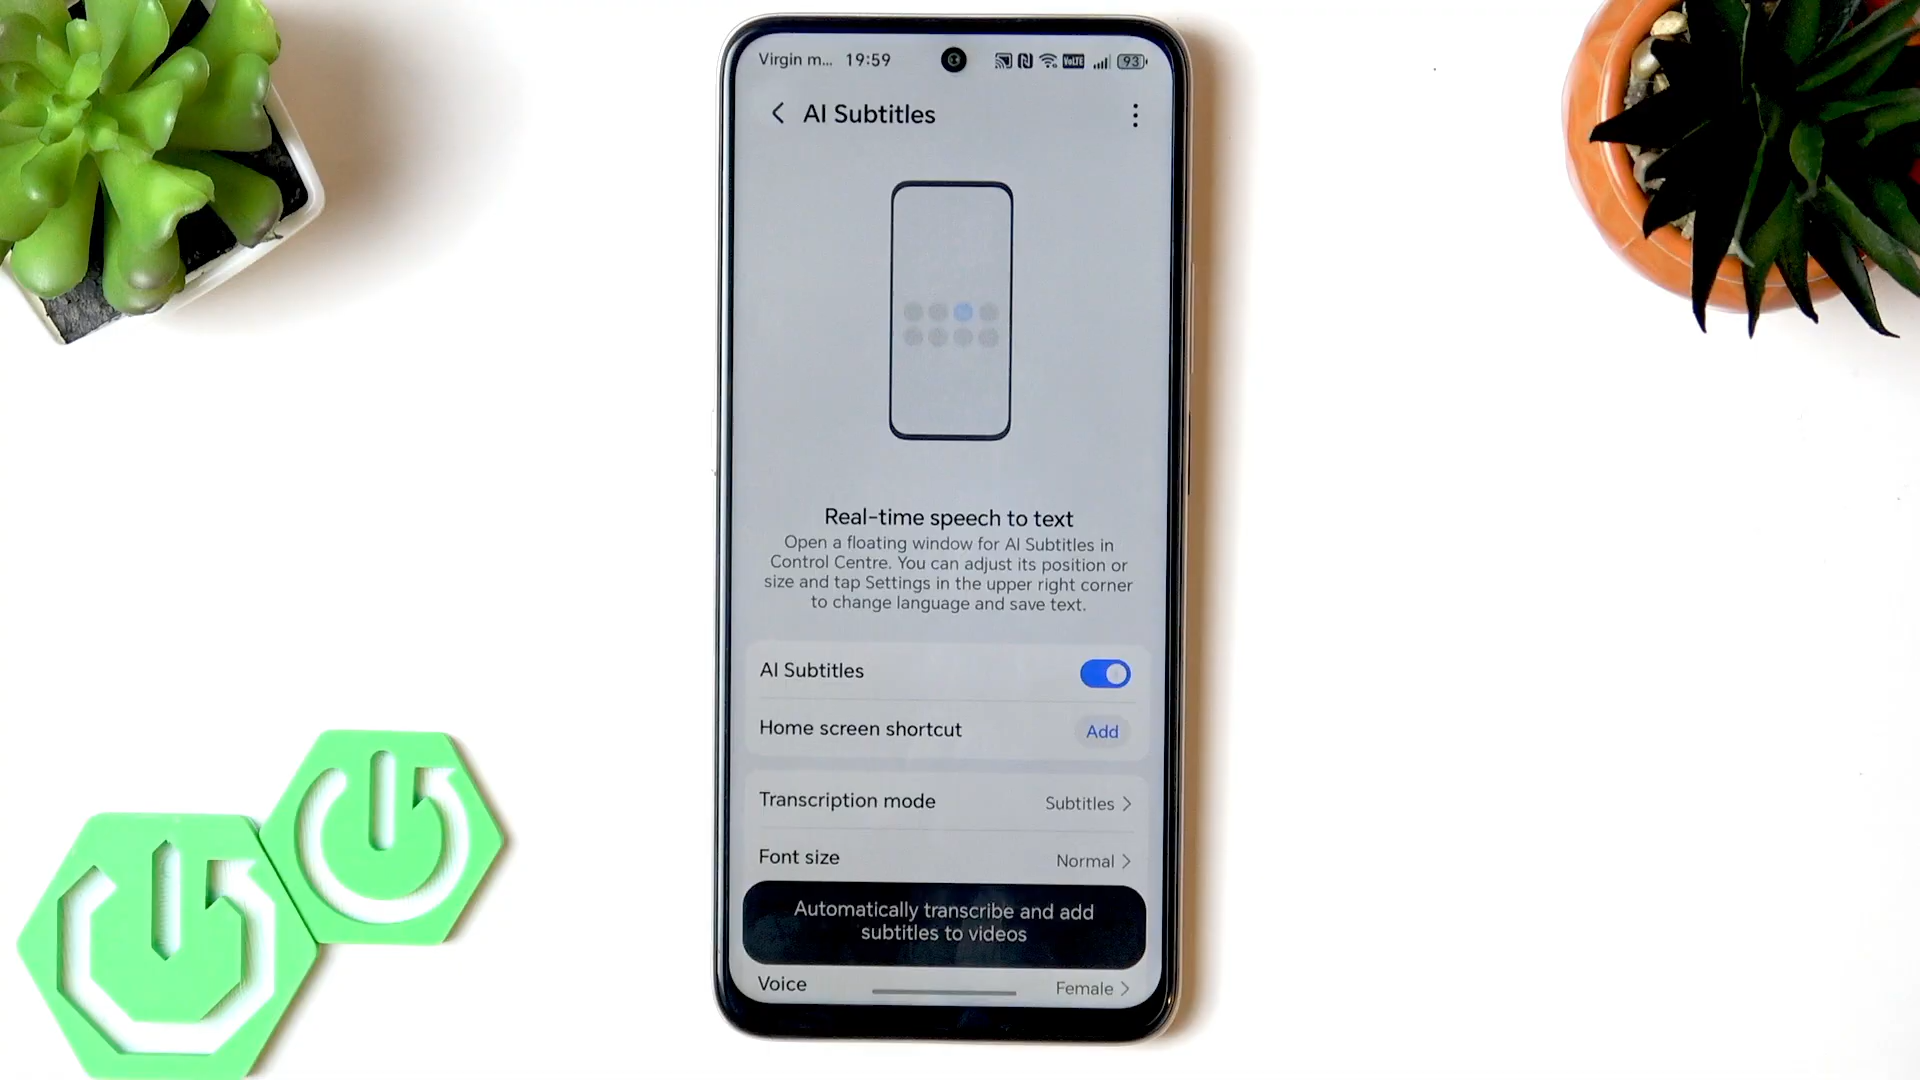 Virgin m... 19:59 VoLTE 93
AI Subtitles
Real-time speech to text
Open a floating window for AI Subtitles in
Control Centre. You can adjust its position or
size and tap Settings in the upper right corner
to change language and save text.
AI Subtitles
Home screen shortcut Add
Transcription mode Subtitles
Font size Normal
Automatically transcribe and add
subtitles to videos
Voice Female